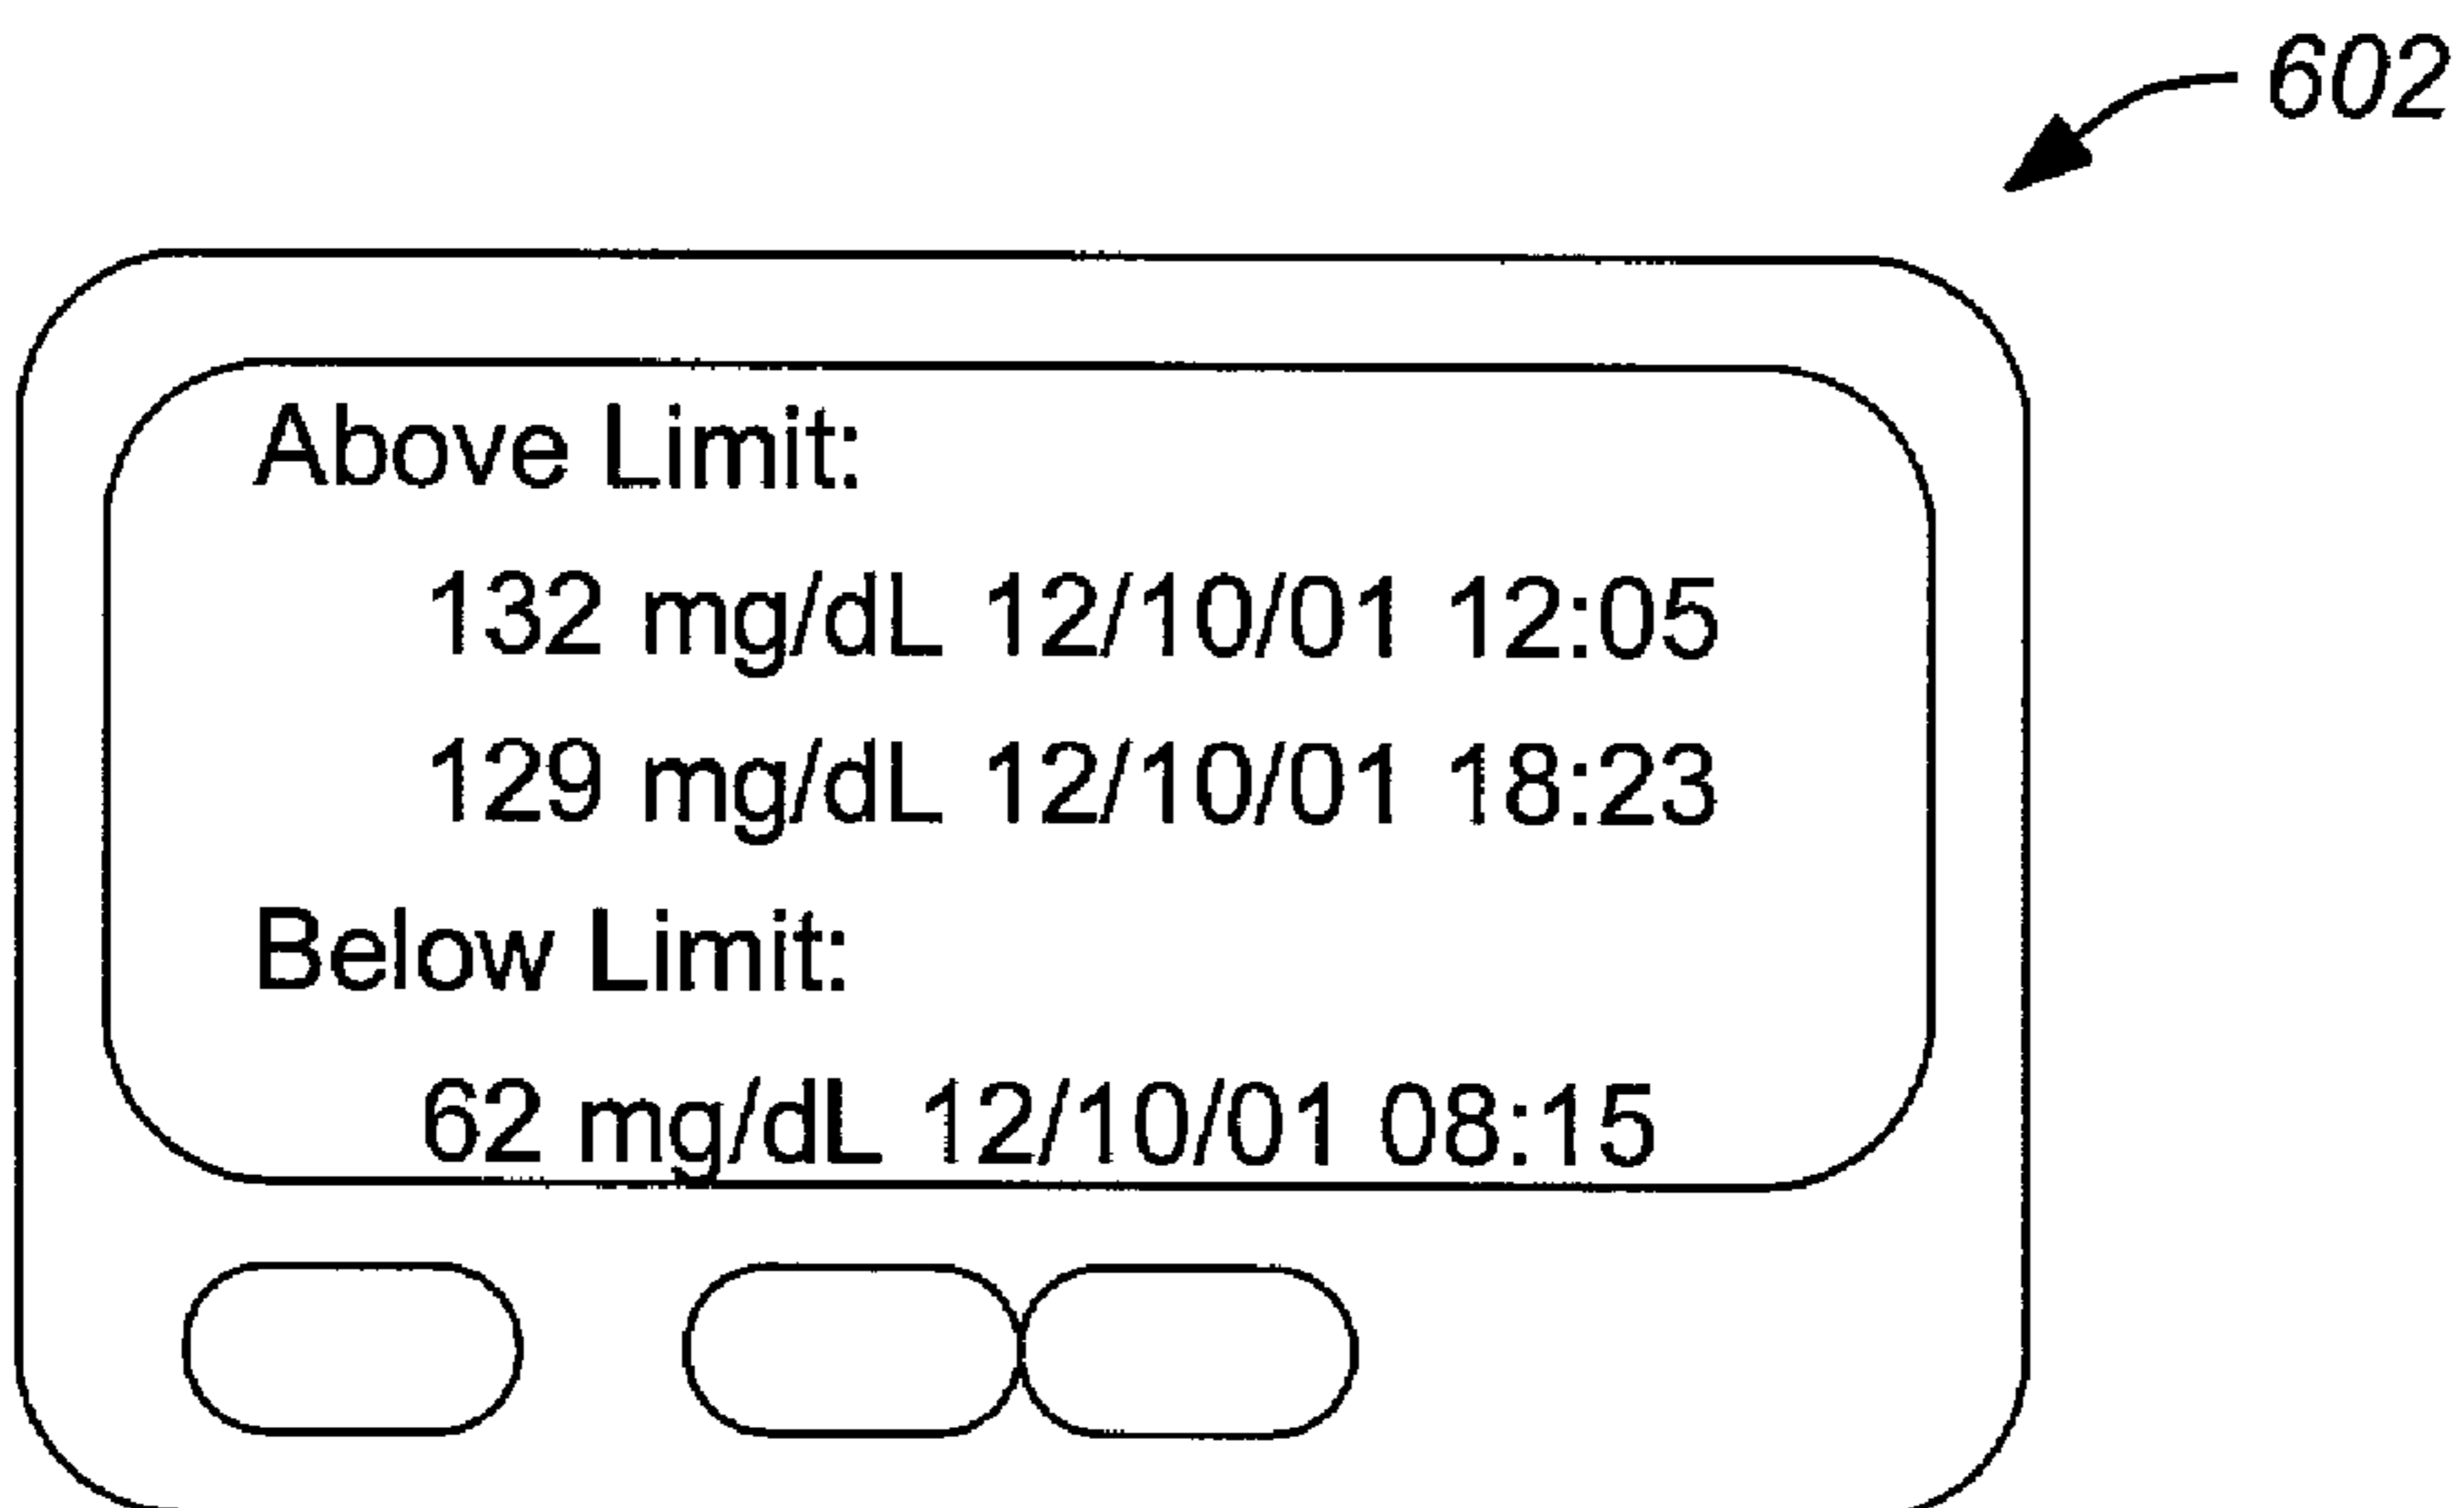 602
Above Limit:
132 mg/dL 12/10/01 12:05
129 mg/dL 12/10/01 18:23
Below Limit:
62 mg/dL 12/10/01 08:15